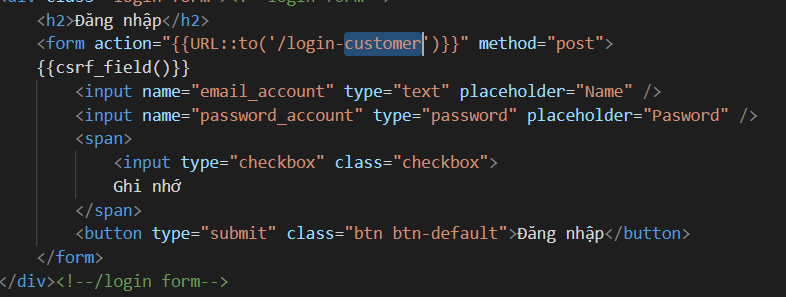 <h2>Đăng nhập</h2>
<form action="{{URL::to('/login-customer')}}" method="post">
{{csrf_field()}}
<input name="email_account" type="text" placeholder="Name" />
<input name="password_account" type="password" placeholder="Pasword" />
<span>
<input type="checkbox" class="checkbox">
Ghi nhớ
</span>
<button type="submit" class="btn btn-default">Đăng nhập</button>
</form>
</div><!--/login form-->